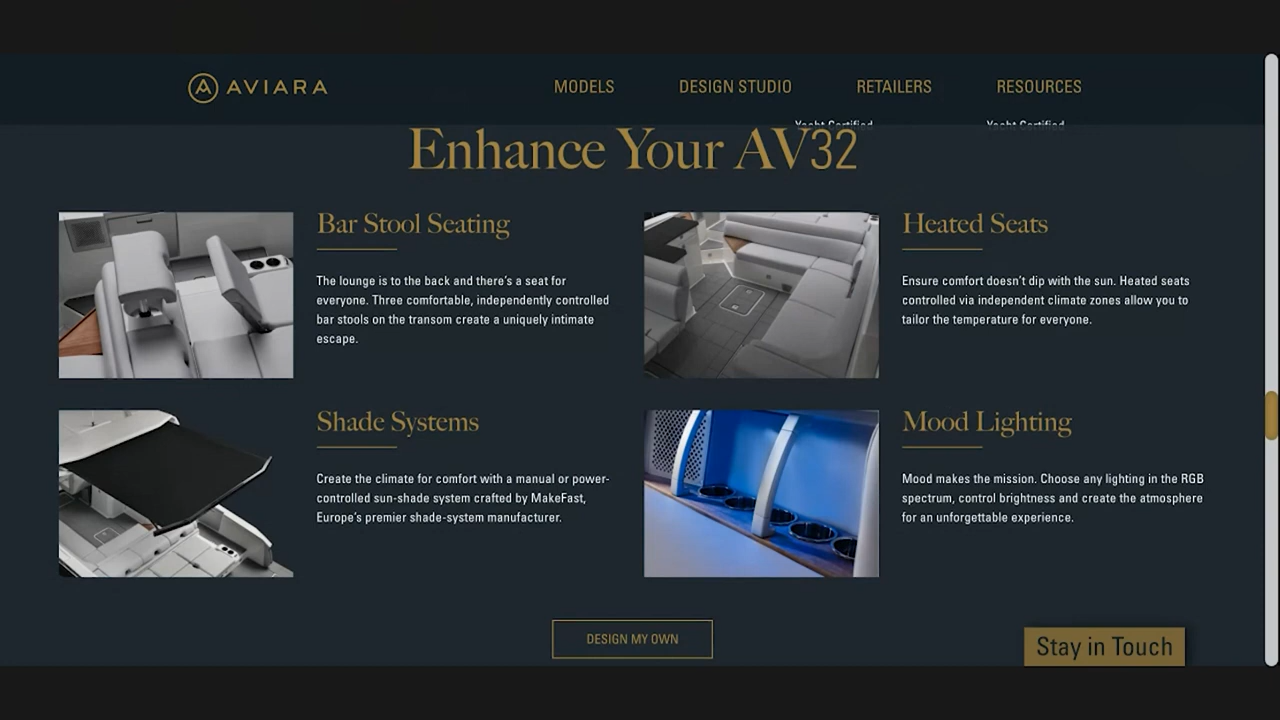 AVIARA
MODELS
DESIGN STUDIO
RETAILERS
RESOURCES
Yacht Certified
Yacht Certified
Enhance Your AV32
Bar Stool Seating
The lounge is to the back and there's a seat for
everyone. Three comfortable, independently controlled
bar stools on the transom create a uniquely intimate
escape.
Heated Seats
Ensure comfort doesn't dip with the sun. Heated seats
controlled via independent climate zones allow you to
tailor the temperature for everyone.
Shade Systems
Create the climate for comfort with a manual or power-
controlled sun-shade system crafted by MakeFast,
Europe's premier shade-system manufacturer.
Mood Lighting
Mood makes the mission. Choose any lighting in the RGB
spectrum, control brightness and create the atmosphere
for an unforgettable experience.
DESIGN MY OWN
Stay in Touch